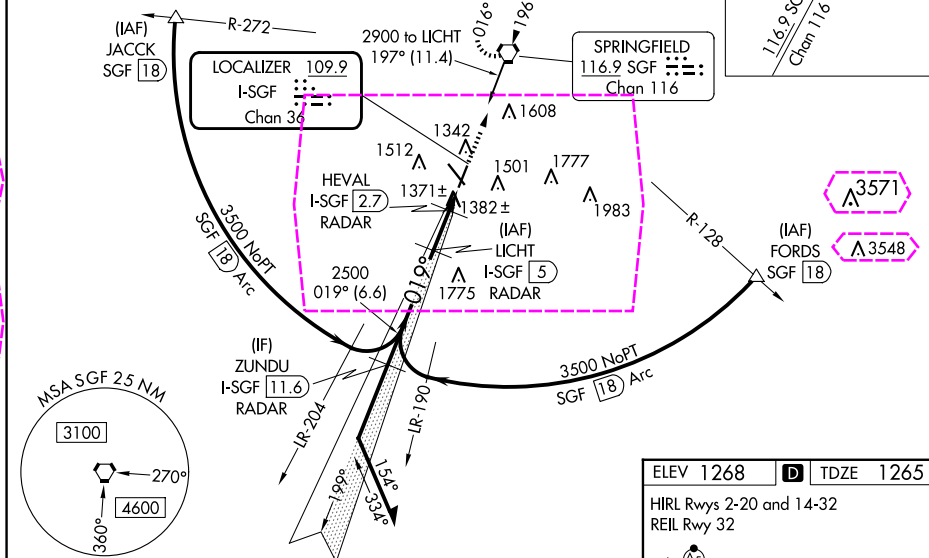 (IAF)
JACCK
SGF 18
R-272
2900 to LICHT
197° (11.4)
016°
196
116.9 SG
Chan 116
LOCALIZER 109.9
I-SGF
Chan 36
SPRINGFIELD
116.9 SGF
Chan 116
1608
1342
1512
1501
1777
1983
1371±
1382±
HEVAL
I-SGF 2.7
RADAR
(IAF)
LICHT
I-SGF 5
RADAR
1775
R-128
3571
3548
(IAF)
FORDS
SGF 18
3500 NoPT
SGF 18 Arc
2500
019° (6.6)
019°
(IF)
ZUNDU
I-SGF 11.6
RADAR
3500 NoPT
SGF 18 Arc
LR-204
LR-190
199°
154°
334°
MSA SGF 25 NM
3100
270°
4600
360°
ELEV 1268 D TDZE 1265
HIRL Rwys 2-20 and 14-32
REIL Rwy 32